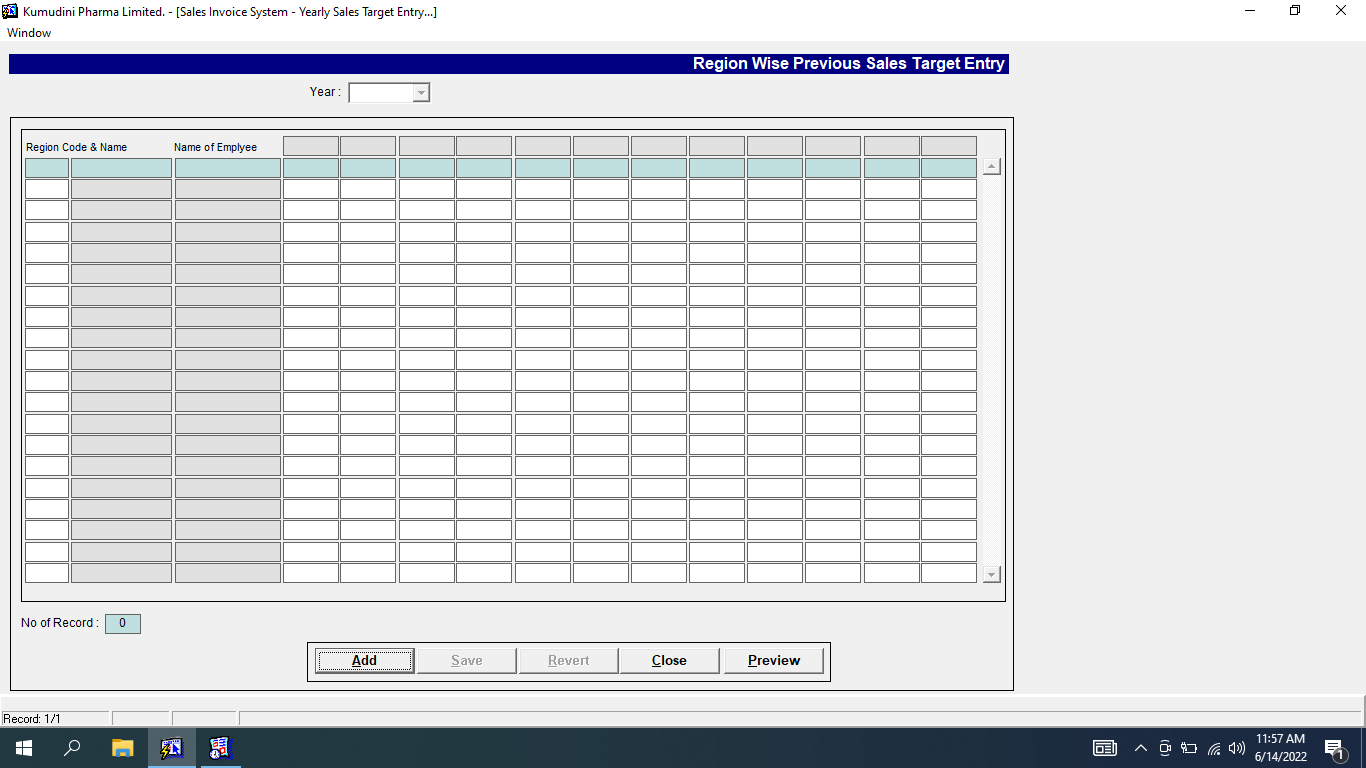 Kumudini Pharma Limited. - [Sales Invoice System - Yearly Sales Target Entry...]
Window
Region Wise Previous Sales Target Entry
Year :
Region Code & Name Name of Emplyee
No of Record : 0
Add Save Revert Close Preview
Record: 1/1
11:57 AM
6/14/2022
1